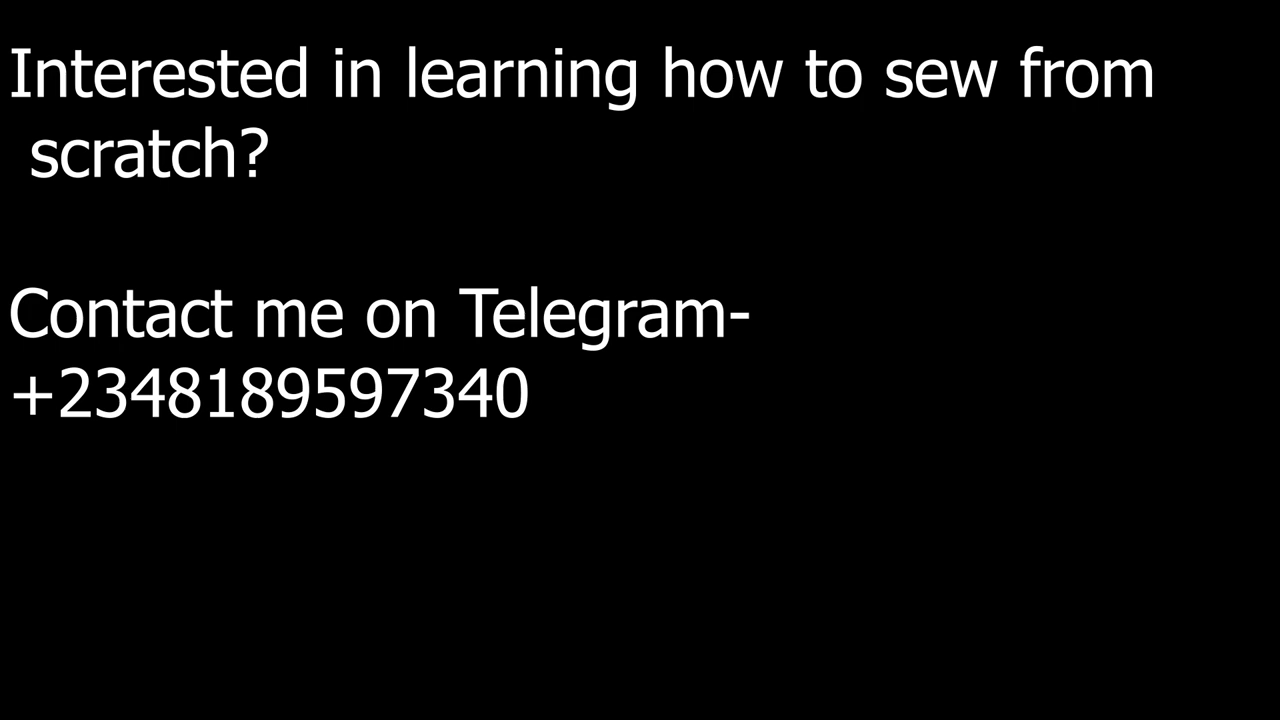 Interested in learning how to sew from
scratch?
Contact me on Telegram-
+2348189597340